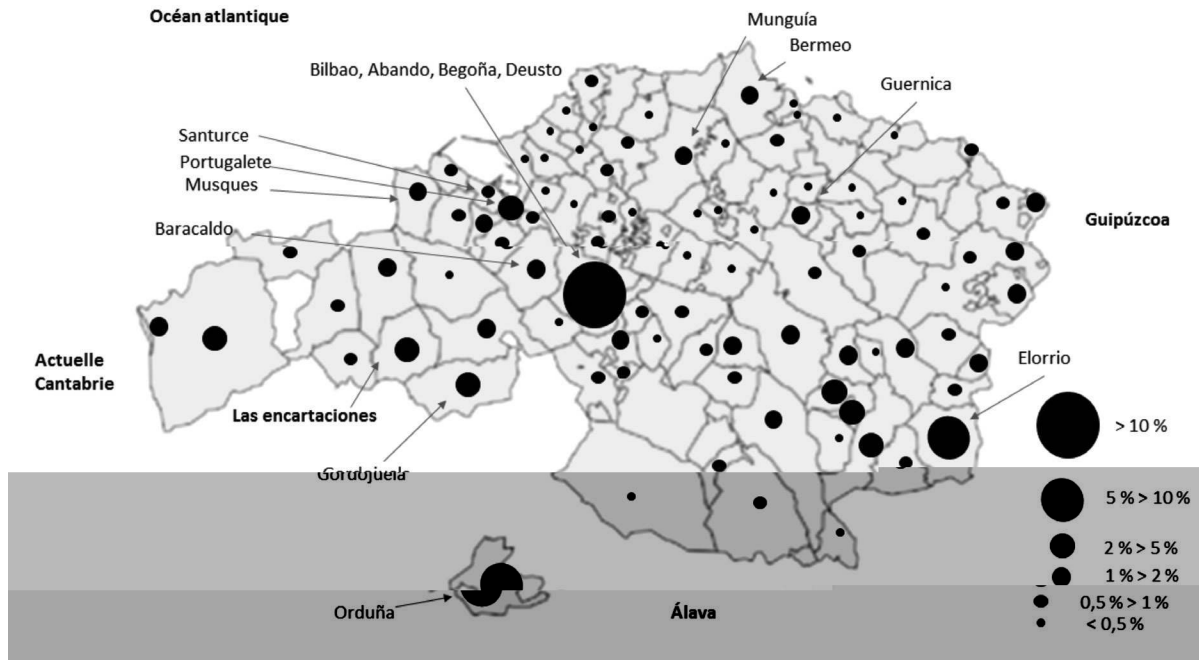 Océan atlantique
Munguía
Bermeo
Bilbao, Abando, Begoña, Deusto
Guernica
Santurce
Portugalete
Musques
Guipúzcoa
Baracaldo
Actuelle
Cantabrie
Elorrio
Las encartaciones
> 10 %
Gordojuela
5 % > 10 %
2 % > 5 %
1 % > 2 %
0,5 % > 1 %
Orduña
Álava
< 0,5 %